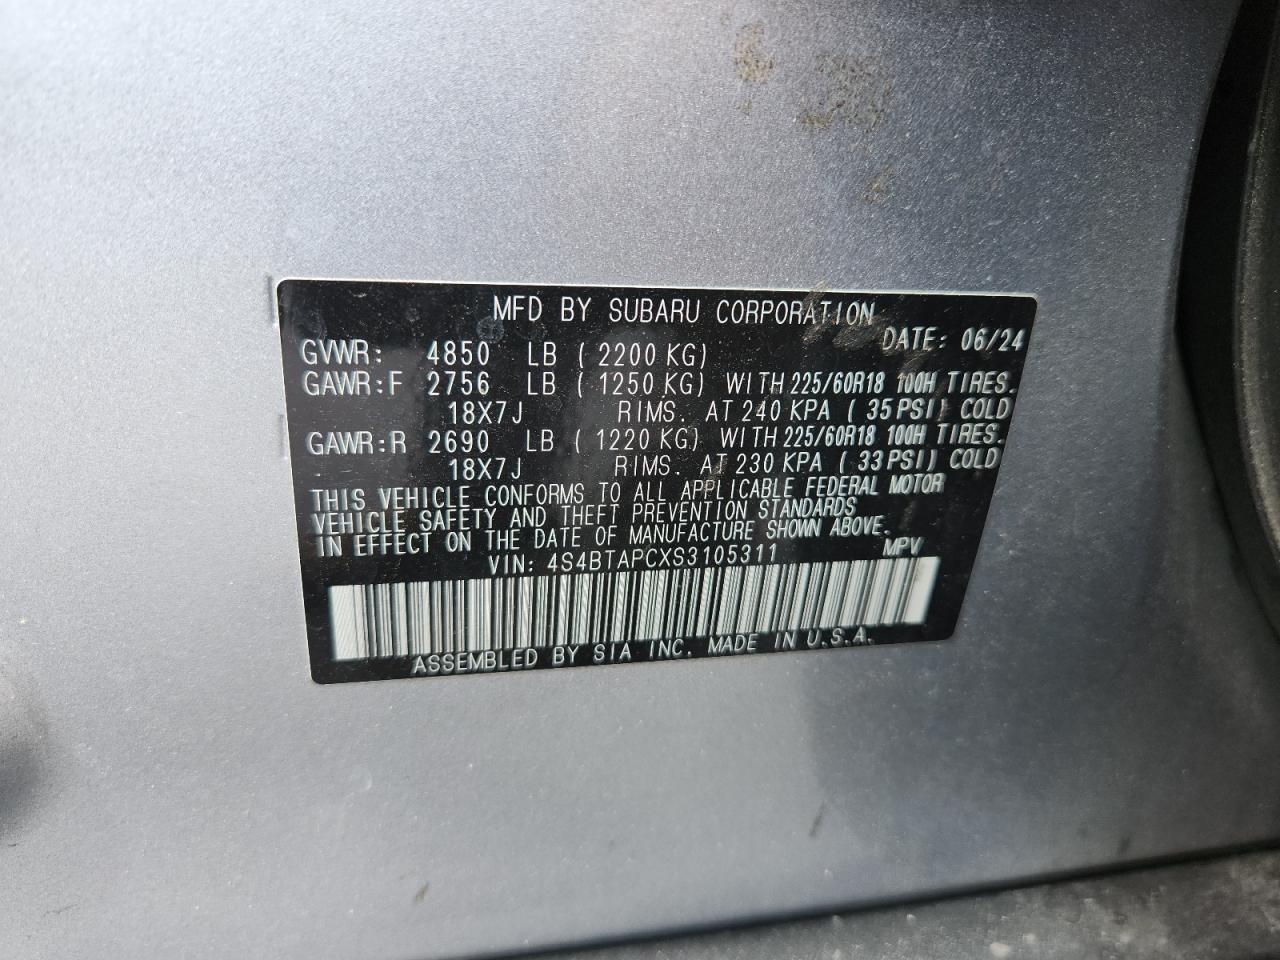 MFD BY SUBARU CORPORATION
DATE: 06/24
GVWR: 4850 LB ( 2200 KG)
GAWR:F 2756 LB ( 1250 KG) WITH 225/60R18 100H TIRES.
18X7J RIMS. AT 240 KPA ( 35 PSI) COLD
GAWR:R 2690 LB ( 1220 KG) WITH 225/60R18 100H TIRES.
18X7J RIMS. AT 230 KPA ( 33 PSI) COLD
THIS VEHICLE CONFORMS TO ALL APPLICABLE FEDERAL MOTOR
VEHICLE SAFETY AND THEFT PREVENTION STANDARDS
IN EFFECT ON THE DATE OF MANUFACTURE SHOWN ABOVE.
VIN: 4S4BTAPCXS3105311 MPV
ASSEMBLED BY SIA INC. MADE IN U.S.A.